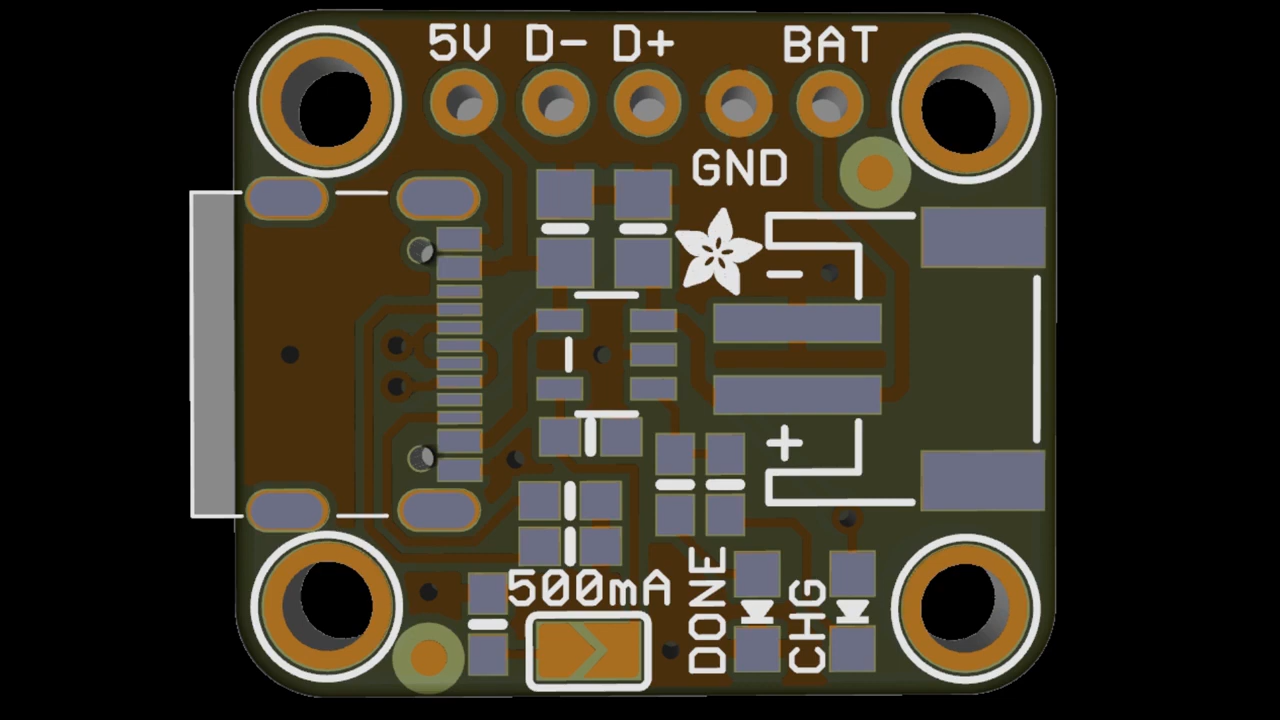 5V D- D+ BAT
GND
-
+
500mA
DONE
CHG